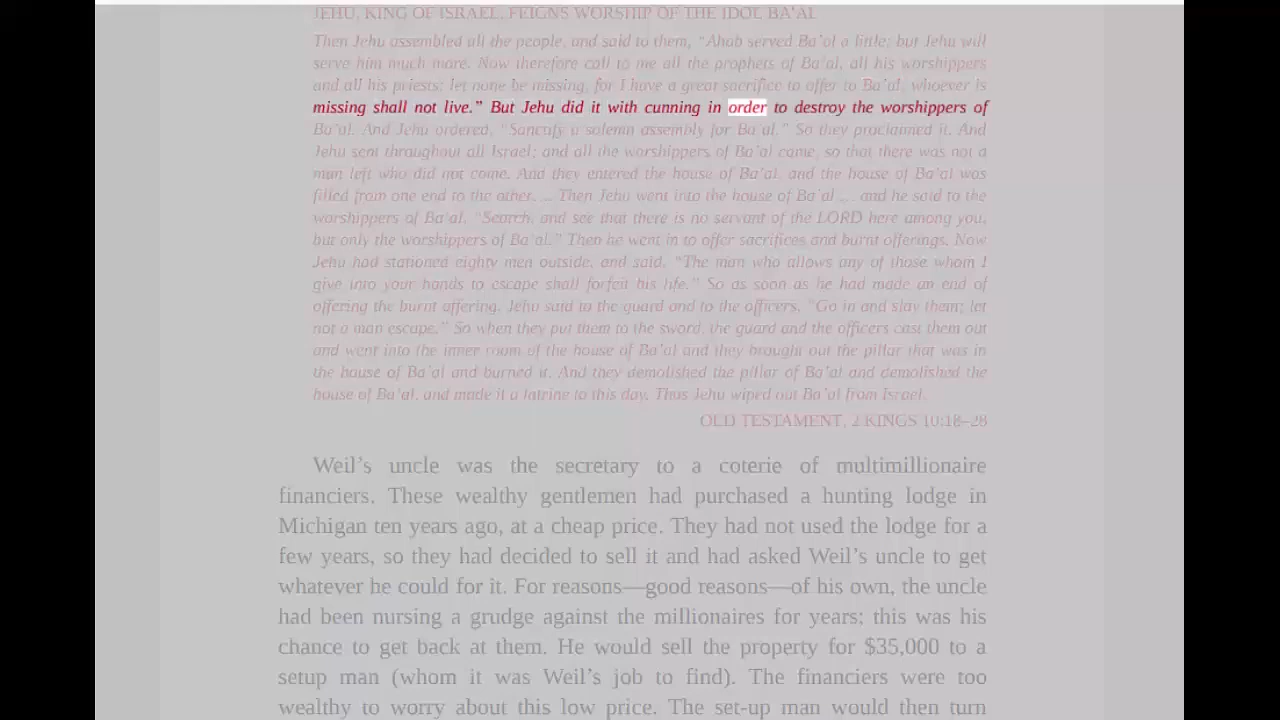 JEHU, KING OF ISRAEL, FEIGNS WORSHIP OF THE IDOL BA'AL
Then Jehu assembled all the people, and said to them, “Ahab served Ba’al a little; but Jehu will
serve him much more. Now therefore call to me all the prophets of Ba’al, all his worshippers
and all his priests; let none be missing, for I have a great sacrifice to offer to Ba’al; whoever is
missing shall not live.” But Jehu did it with cunning in order to destroy the worshippers of
Ba’al. And Jehu ordered, “Sanctify a solemn assembly for Ba’al.” So they proclaimed it. And
Jehu sent throughout all Israel; and all the worshippers of Ba’al came, so that there was not a
man left who did not come. And they entered the house of Ba’al, and the house of Ba’al was
filled from one end to the other. ... Then Jehu went into the house of Ba’al ... and he said to the
worshippers of Ba’al, “Search, and see that there is no servant of the LORD here among you,
but only the worshippers of Ba’al.” Then he went in to offer sacrifices and burnt offerings. Now
Jehu had stationed eighty men outside, and said, “The man who allows any of those whom I
give into your hands to escape shall forfeit his life.” So as soon as he had made an end of
offering the burnt offering, Jehu said to the guard and to the officers, “Go in and slay them; let
not a man escape.” So when they put them to the sword, the guard and the officers cast them out
and went into the inner room of the house of Ba’al and they brought out the pillar that was in
the house of Ba’al and burned it. And they demolished the pillar of Ba’al and demolished the
house of Ba’al, and made it a latrine to this day. Thus Jehu wiped out Ba’al from Israel.
OLD TESTAMENT, 2 KINGS 10:18–28
Weil’s uncle was the secretary to a coterie of multimillionaire
financiers. These wealthy gentlemen had purchased a hunting lodge in
Michigan ten years ago, at a cheap price. They had not used the lodge for a
few years, so they had decided to sell it and had asked Weil’s uncle to get
whatever he could for it. For reasons—good reasons—of his own, the uncle
had been nursing a grudge against the millionaires for years; this was his
chance to get back at them. He would sell the property for $35,000 to a
setup man (whom it was Weil’s job to find). The financiers were too
wealthy to worry about this low price. The set-up man would then turn